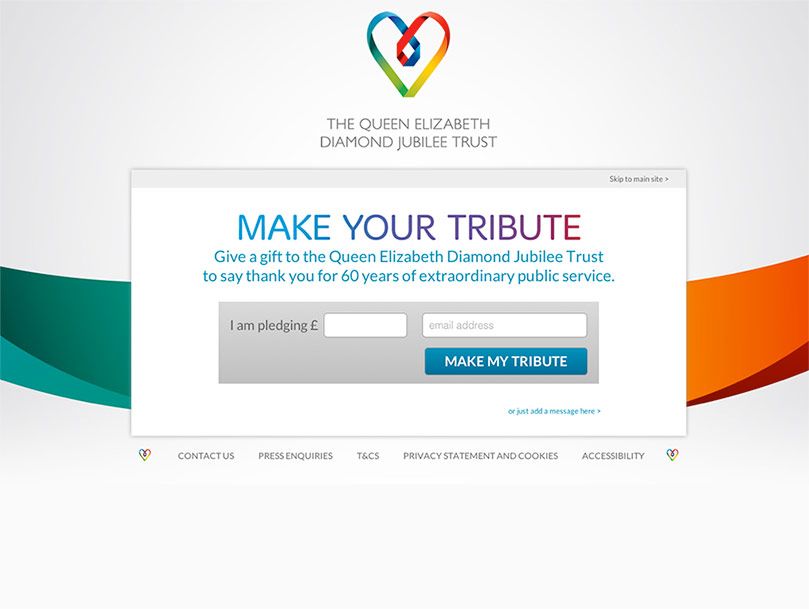 THE QUEEN ELIZABETH
DIAMOND JUBILEE TRUST
Skip to main site >
MAKE YOUR TRIBUTE
Give a gift to the Queen Elizabeth Diamond Jubilee Trust
to say thank you for 60 years of extraordinary public service.
I am pledging £ email address
MAKE MY TRIBUTE
or just add a message here >
CONTACT US PRESS ENQUIRIES T&CS PRIVACY STATEMENT AND COOKIES ACCESSIBILITY